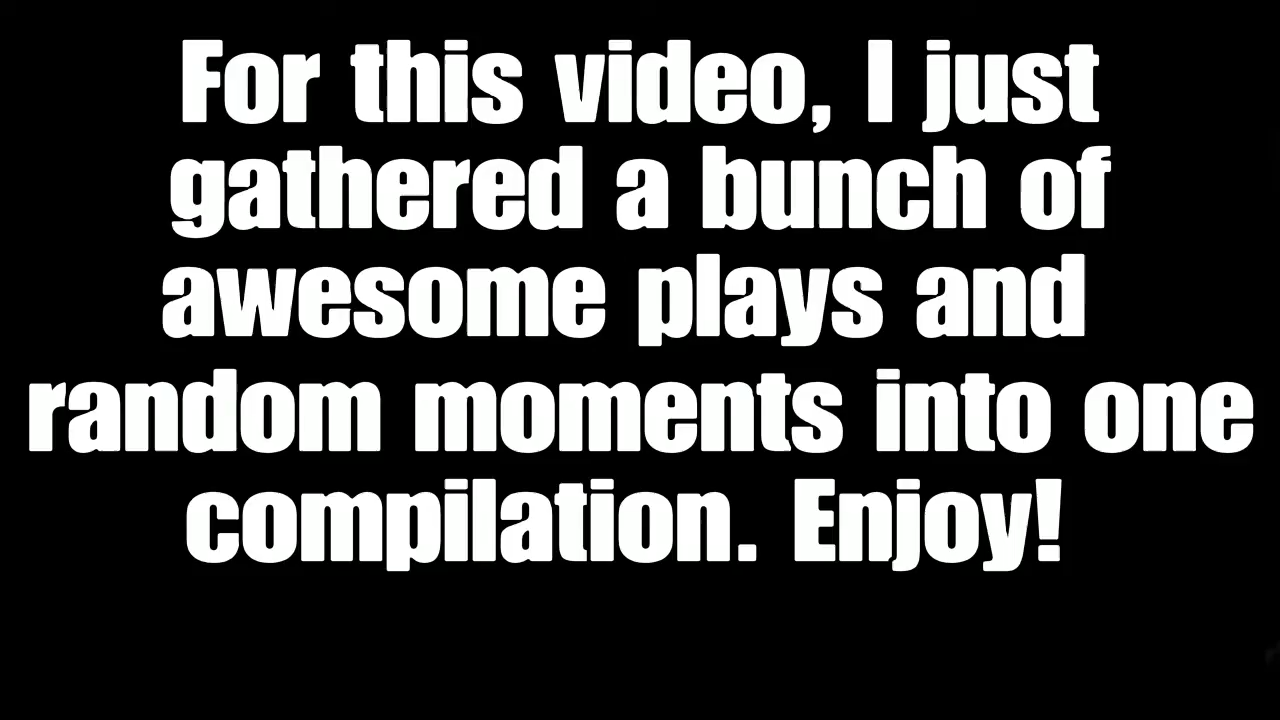 For this video, I just
gathered a bunch of
awesome plays and
random moments into one
compilation. Enjoy!